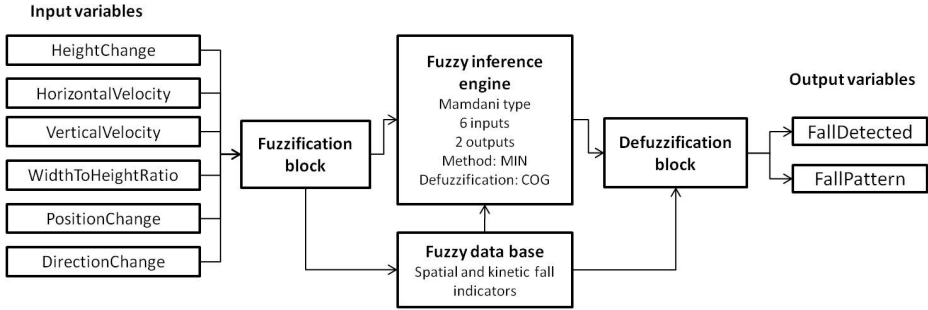 Input variables
HeightChange
HorizontalVelocity
VerticalVelocity
WidthToHeightRatio
PositionChange
DirectionChange
Fuzzification
block
Fuzzy inference
engine
Mamdani type
6 inputs
2 outputs
Method: MIN
Defuzzification: COG
Fuzzy data base
Spatial and kinetic fall
indicators
Defuzzification
block
Output variables
FallDetected
FallPattern